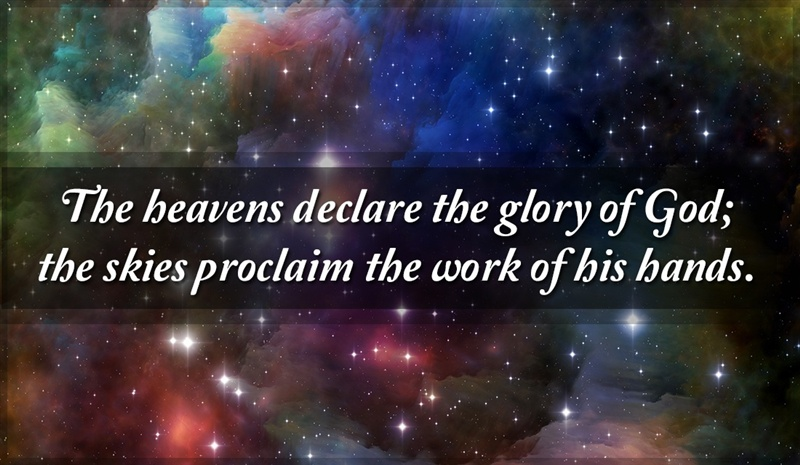 The heavens declare the glory of God;
the skies proclaim the work of his hands.